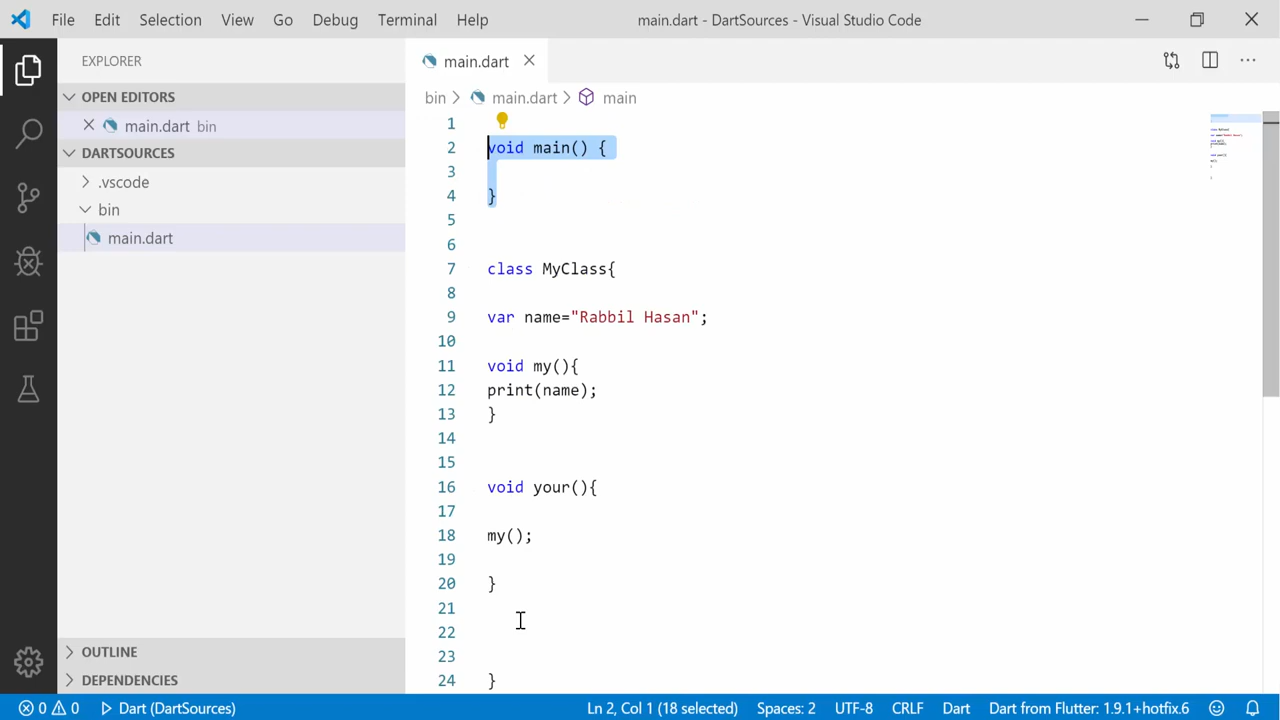 File Edit Selection View Go Debug Terminal Help main.dart - DartSources - Visual Studio Code
EXPLORER
OPEN EDITORS
main.dart bin
DARTSOURCES
.vscode
bin
main.dart
OUTLINE
DEPENDENCIES
main.dart
bin main.dart main
1
2 void main() {
3
4 }
5
6
7 class MyClass{
8
9 var name="Rabbil Hasan";
10
11 void my(){
12 print(name);
13 }
14
15
16 void your(){
17
18 my();
19
20 }
21
22
23
24 }
0 0 Dart (DartSources) Ln 2, Col 1 (18 selected) Spaces: 2 UTF-8 CRLF Dart Dart from Flutter: 1.9.1+hotfix.6